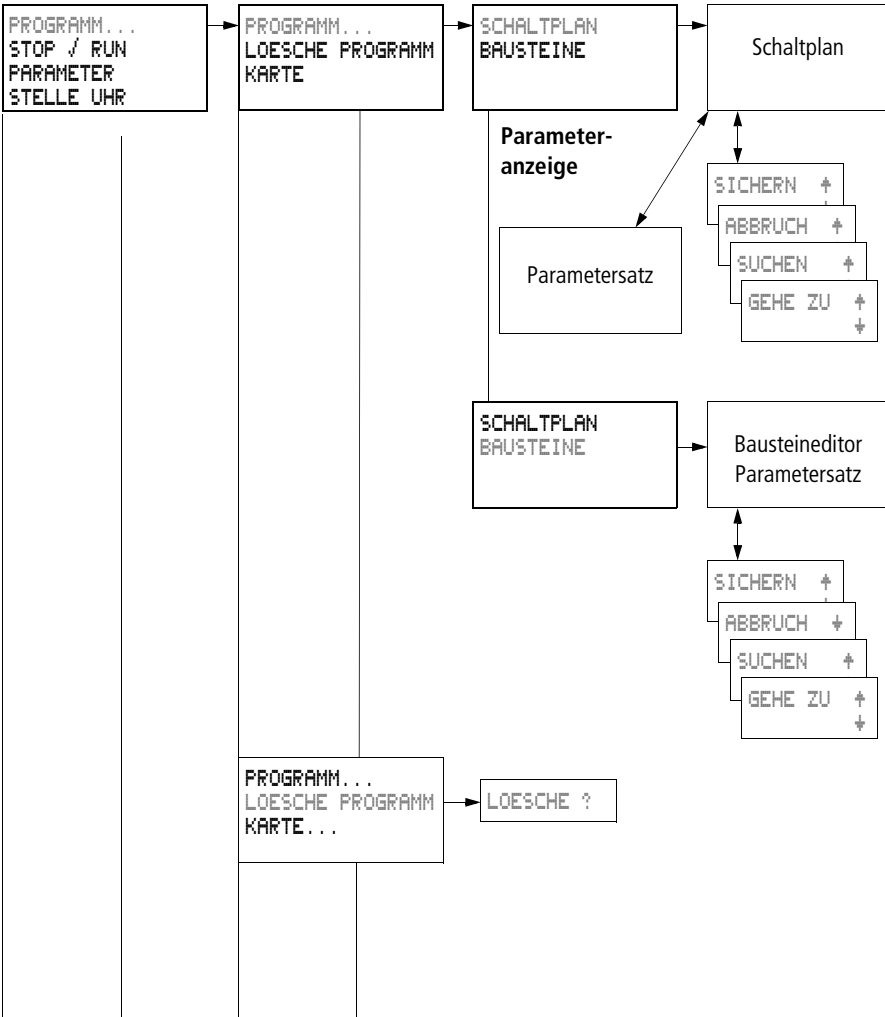 PROGRAMM...
STOP / RUN
PARAMETER
STELLE UHR
PROGRAMM...
LOESCHE PROGRAMM
KARTE
SCHALTPLAN
BAUSTEINE
Schaltplan
Parameter-
anzeige
Parametersatz
SICHERN ↑
ABBRUCH ↑
SUCHEN ↑
GEHE ZU ↑
↓
SCHALTPLAN
BAUSTEINE
Bausteineditor
Parametersatz
SICHERN ↑
ABBRUCH ↓
SUCHEN ↑
GEHE ZU ↑
↓
PROGRAMM...
LOESCHE PROGRAMM
KARTE...
LOESCHE ?